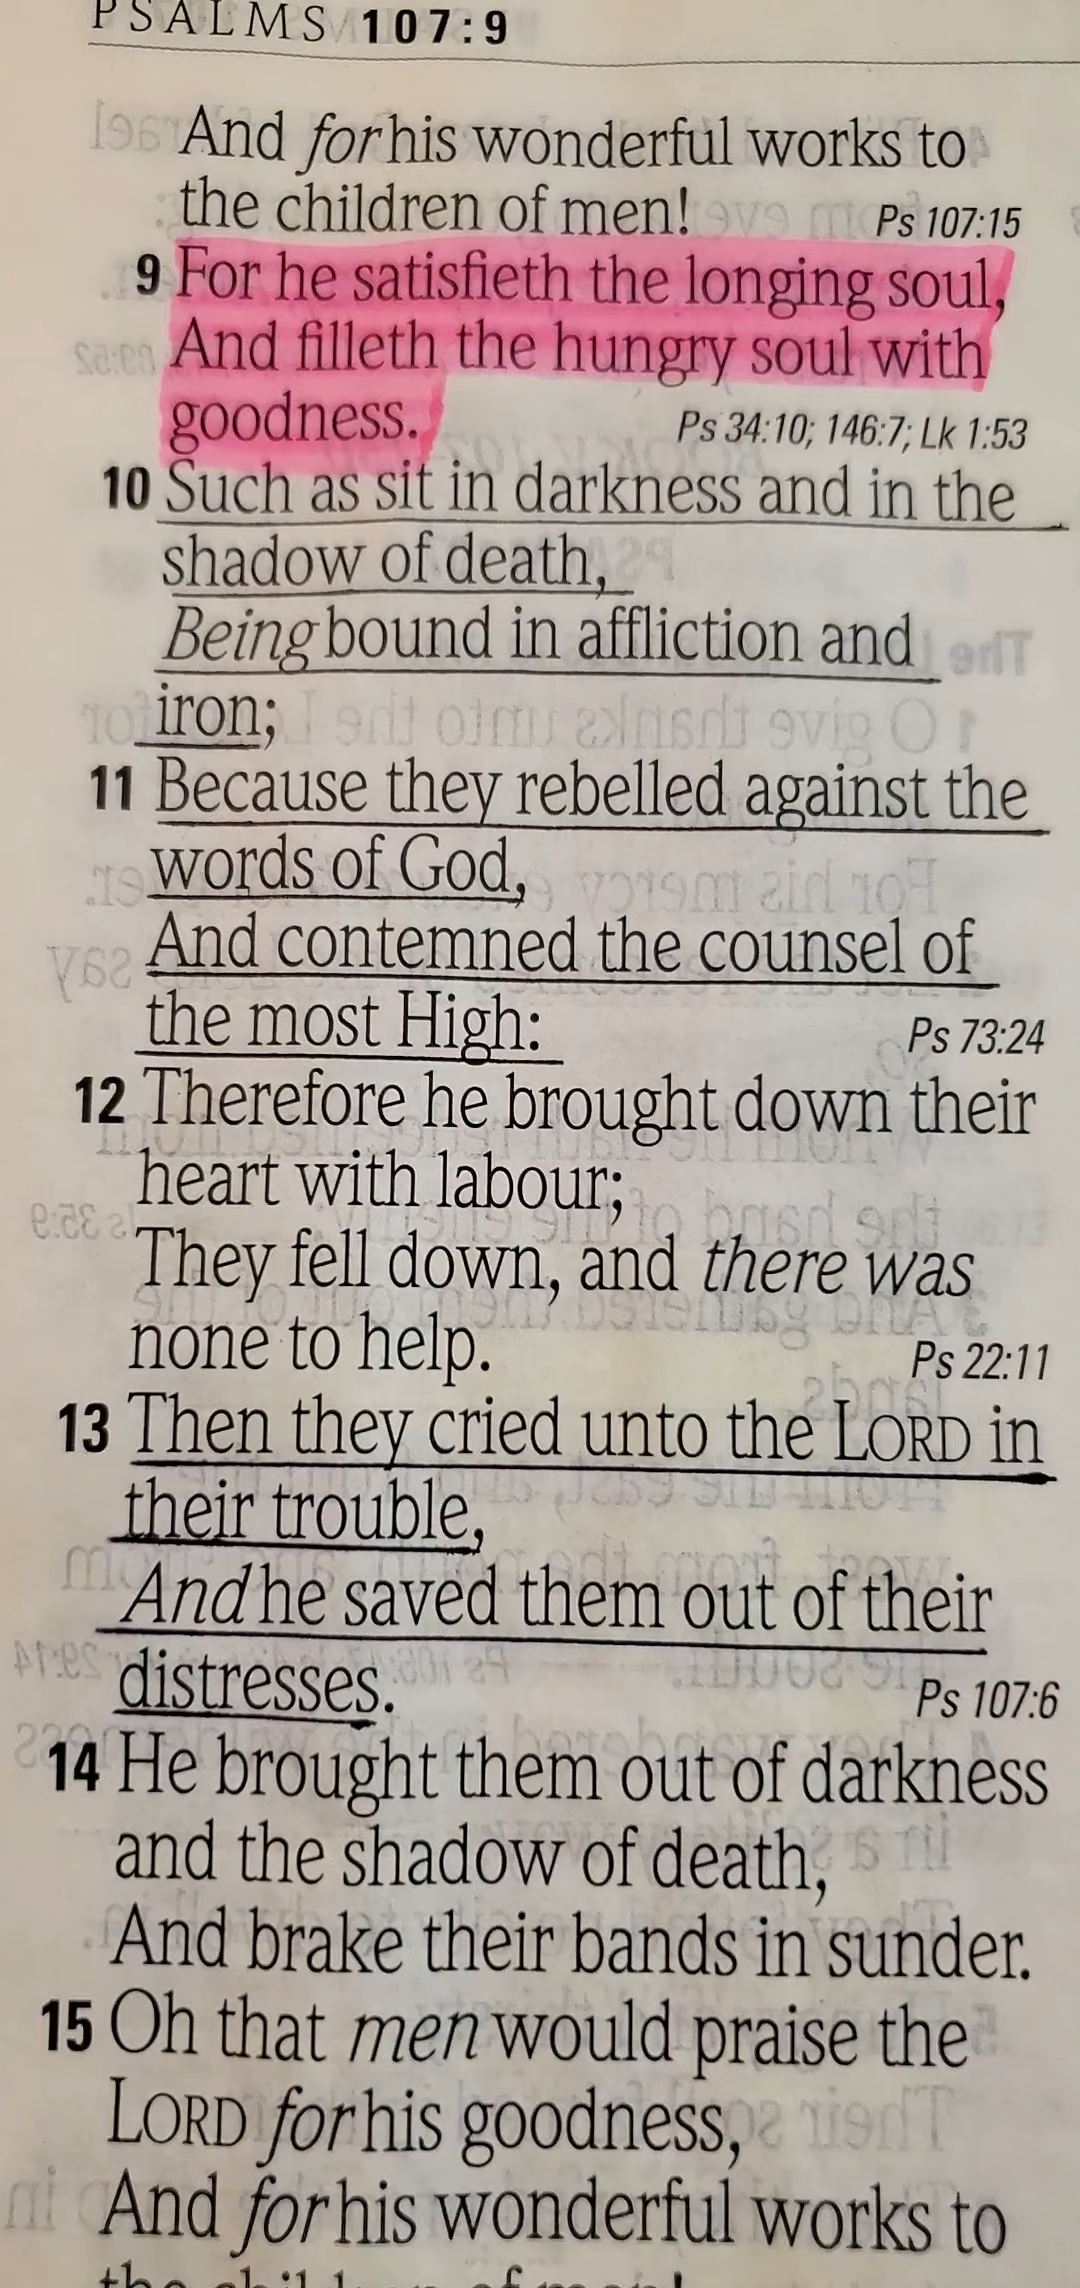 PSALMS 107:9
And for his wonderful works to
the children of men! Ps 107:15
9 For he satisfieth the longing soul,
And filleth the hungry soul with
goodness. Ps 34:10; 146:7; Lk 1:53
10 Such as sit in darkness and in the
shadow of death,
Being bound in affliction and
iron;
11 Because they rebelled against the
words of God,
And contemned the counsel of
the most High: Ps 73:24
12 Therefore he brought down their
heart with labour;
They fell down, and there was
none to help. Ps 22:11
13 Then they cried unto the LORD in
their trouble,
And he saved them out of their
distresses. Ps 107:6
14 He brought them out of darkness
and the shadow of death,
And brake their bands in sunder.
15 Oh that men would praise the
LORD for his goodness,
And for his wonderful works to
the children of men!